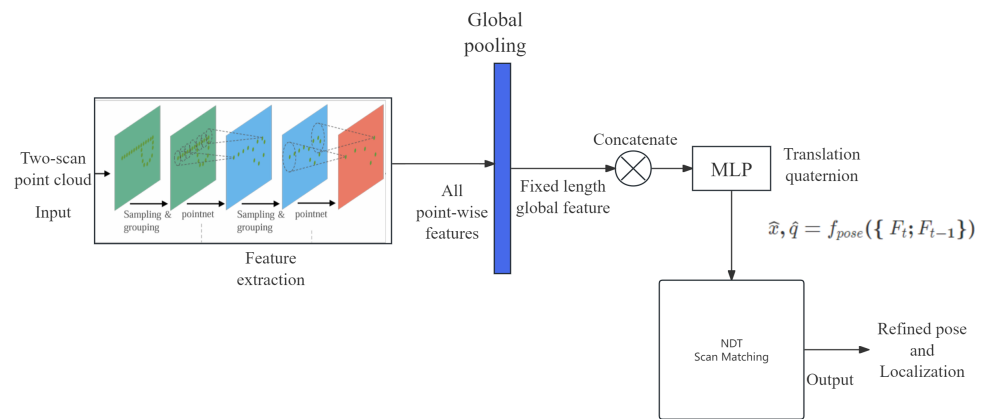 Global
pooling
Two-scan
point cloud
Input
Sampling &
grouping
pointnet
Sampling &
grouping
pointnet
Feature
extraction
All
point-wise
features
Fixed length
global feature
Concatenate
MLP
Translation
quaternion
x̂, q̂ = f_pose({ F_t; F_{t−1}})
NDT
Scan Matching
Output
Refined pose
and
Localization